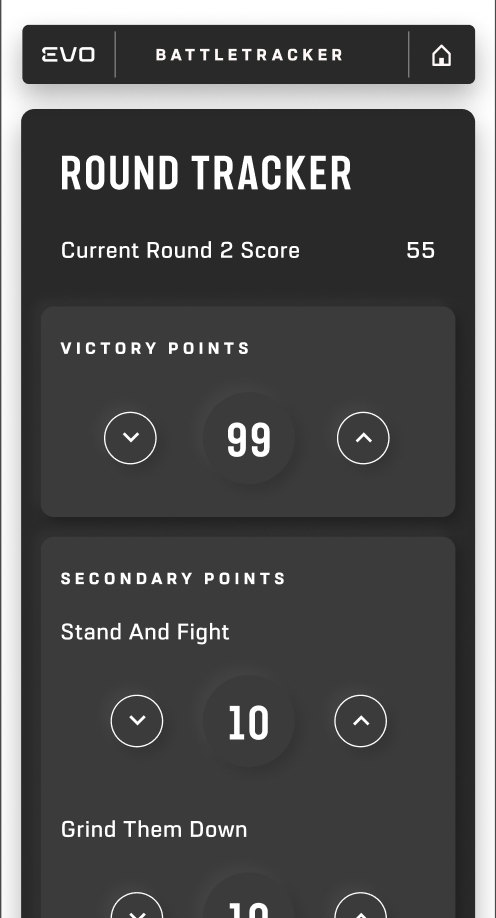 EVO
BATTLETRACKER
ROUND TRACKER
Current Round 2 Score 55
VICTORY POINTS
99
SECONDARY POINTS
Stand And Fight
10
Grind Them Down
10